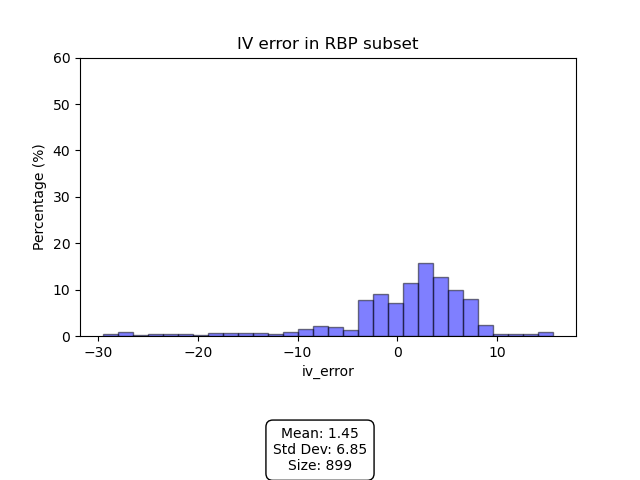 IV error in RBP subset
60
50
40
30
20
10
0
Percentage (%)
−30
−20
−10
0
10
iv_error
Mean: 1.45
Std Dev: 6.85
Size: 899